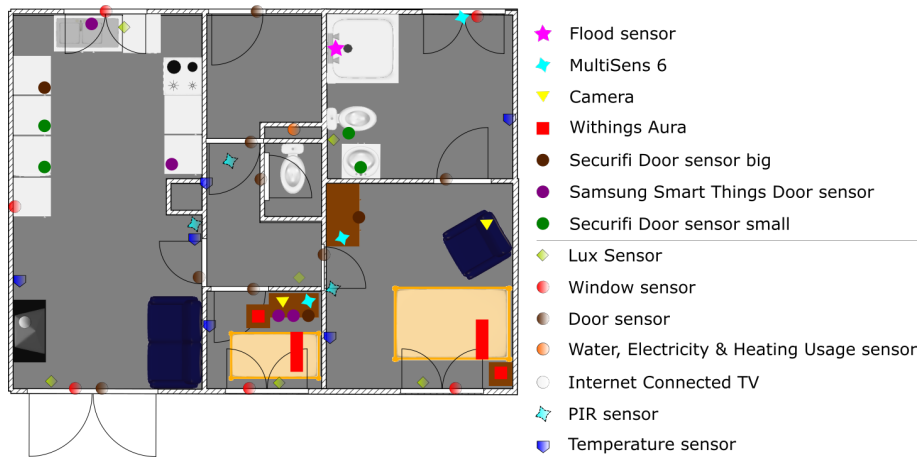 Flood sensor
MultiSens 6
Camera
Withings Aura
Securifi Door sensor big
Samsung Smart Things Door sensor
Securifi Door sensor small
Lux Sensor
Window sensor
Door sensor
Water, Electricity & Heating Usage sensor
Internet Connected TV
PIR sensor
Temperature sensor